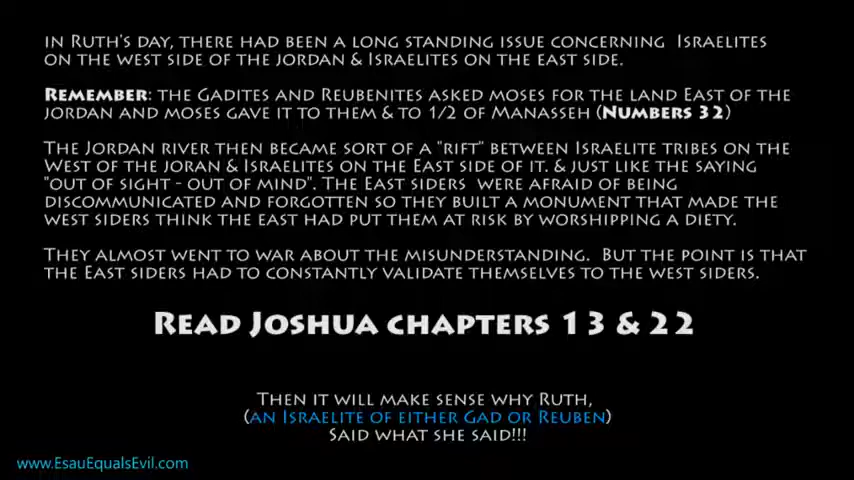 in Ruth's day, there had been a long standing issue concerning Israelites
on the west side of the Jordan & Israelites on the east side.
Remember: the Gadites and Reubenites asked Moses for the land East of the
Jordan and Moses gave it to them & to 1/2 of Manasseh (Numbers 32)
The Jordan river then became sort of a "rift" between Israelite tribes on the
West of the Joran & Israelites on the East side of it. & just like the saying
"out of sight - out of mind". The East siders were afraid of being
discommunicated and forgotten so they built a monument that made the
west siders think the east had put them at risk by worshipping a diety.
They almost went to war about the misunderstanding. But the point is that
the East siders had to constantly validate themselves to the west siders.
Read Joshua chapters 13 & 22
Then it will make sense why Ruth,
(an Israelite of either Gad or Reuben)
Said what she said!!!
www.EsauEqualsEvil.com